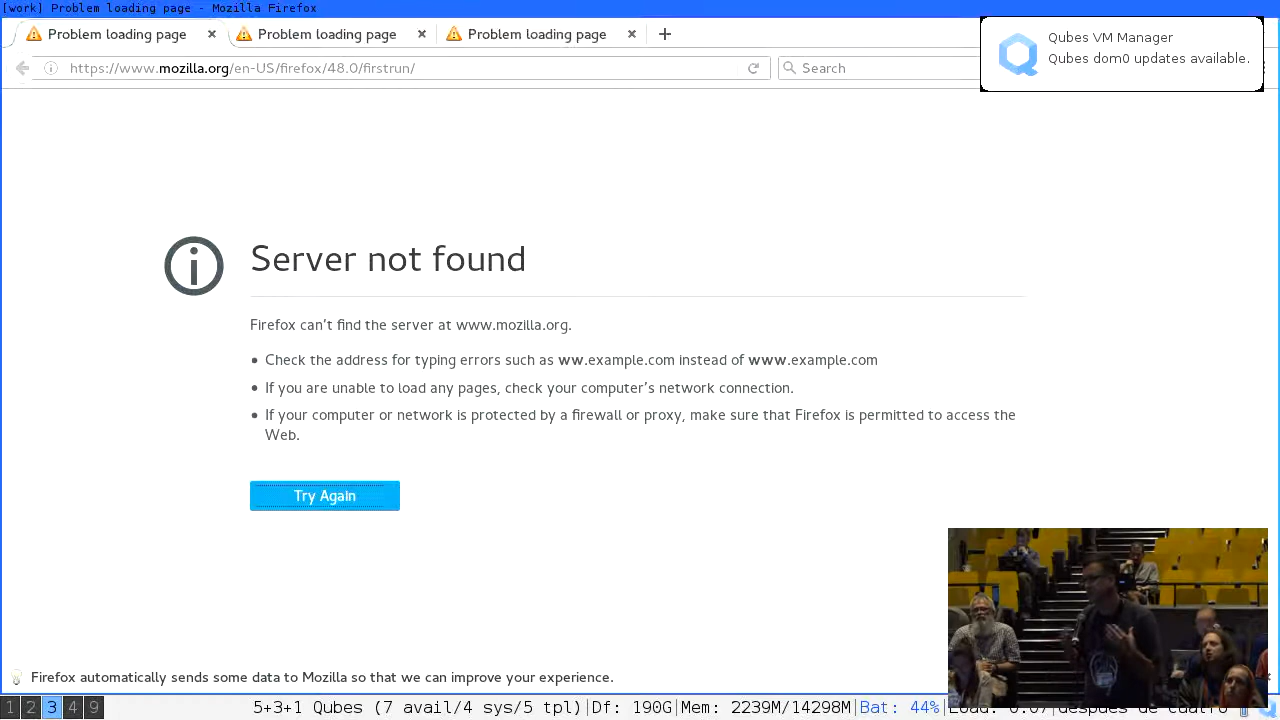 [work] Problem loading page - Mozilla Firefox
Problem loading page
Problem loading page
Problem loading page
Qubes VM Manager
Qubes dom0 updates available.
https://www.mozilla.org/en-US/firefox/48.0/firstrun/
Search
Server not found
Firefox can’t find the server at www.mozilla.org.
Check the address for typing errors such as ww.example.com instead of www.example.com
If you are unable to load any pages, check your computer’s network connection.
If your computer or network is protected by a firewall or proxy, make sure that Firefox is permitted to access the
Web.
Try Again
Firefox automatically sends some data to Mozilla so that we can improve your experience.
1 2 3 4 9 5+3+1 Qubes (7 avail/4 sys/5 tpl)|Df: 190G|Mem: 2239M/14298M|Bat: 44%|Load: 0.07|después de cuatro